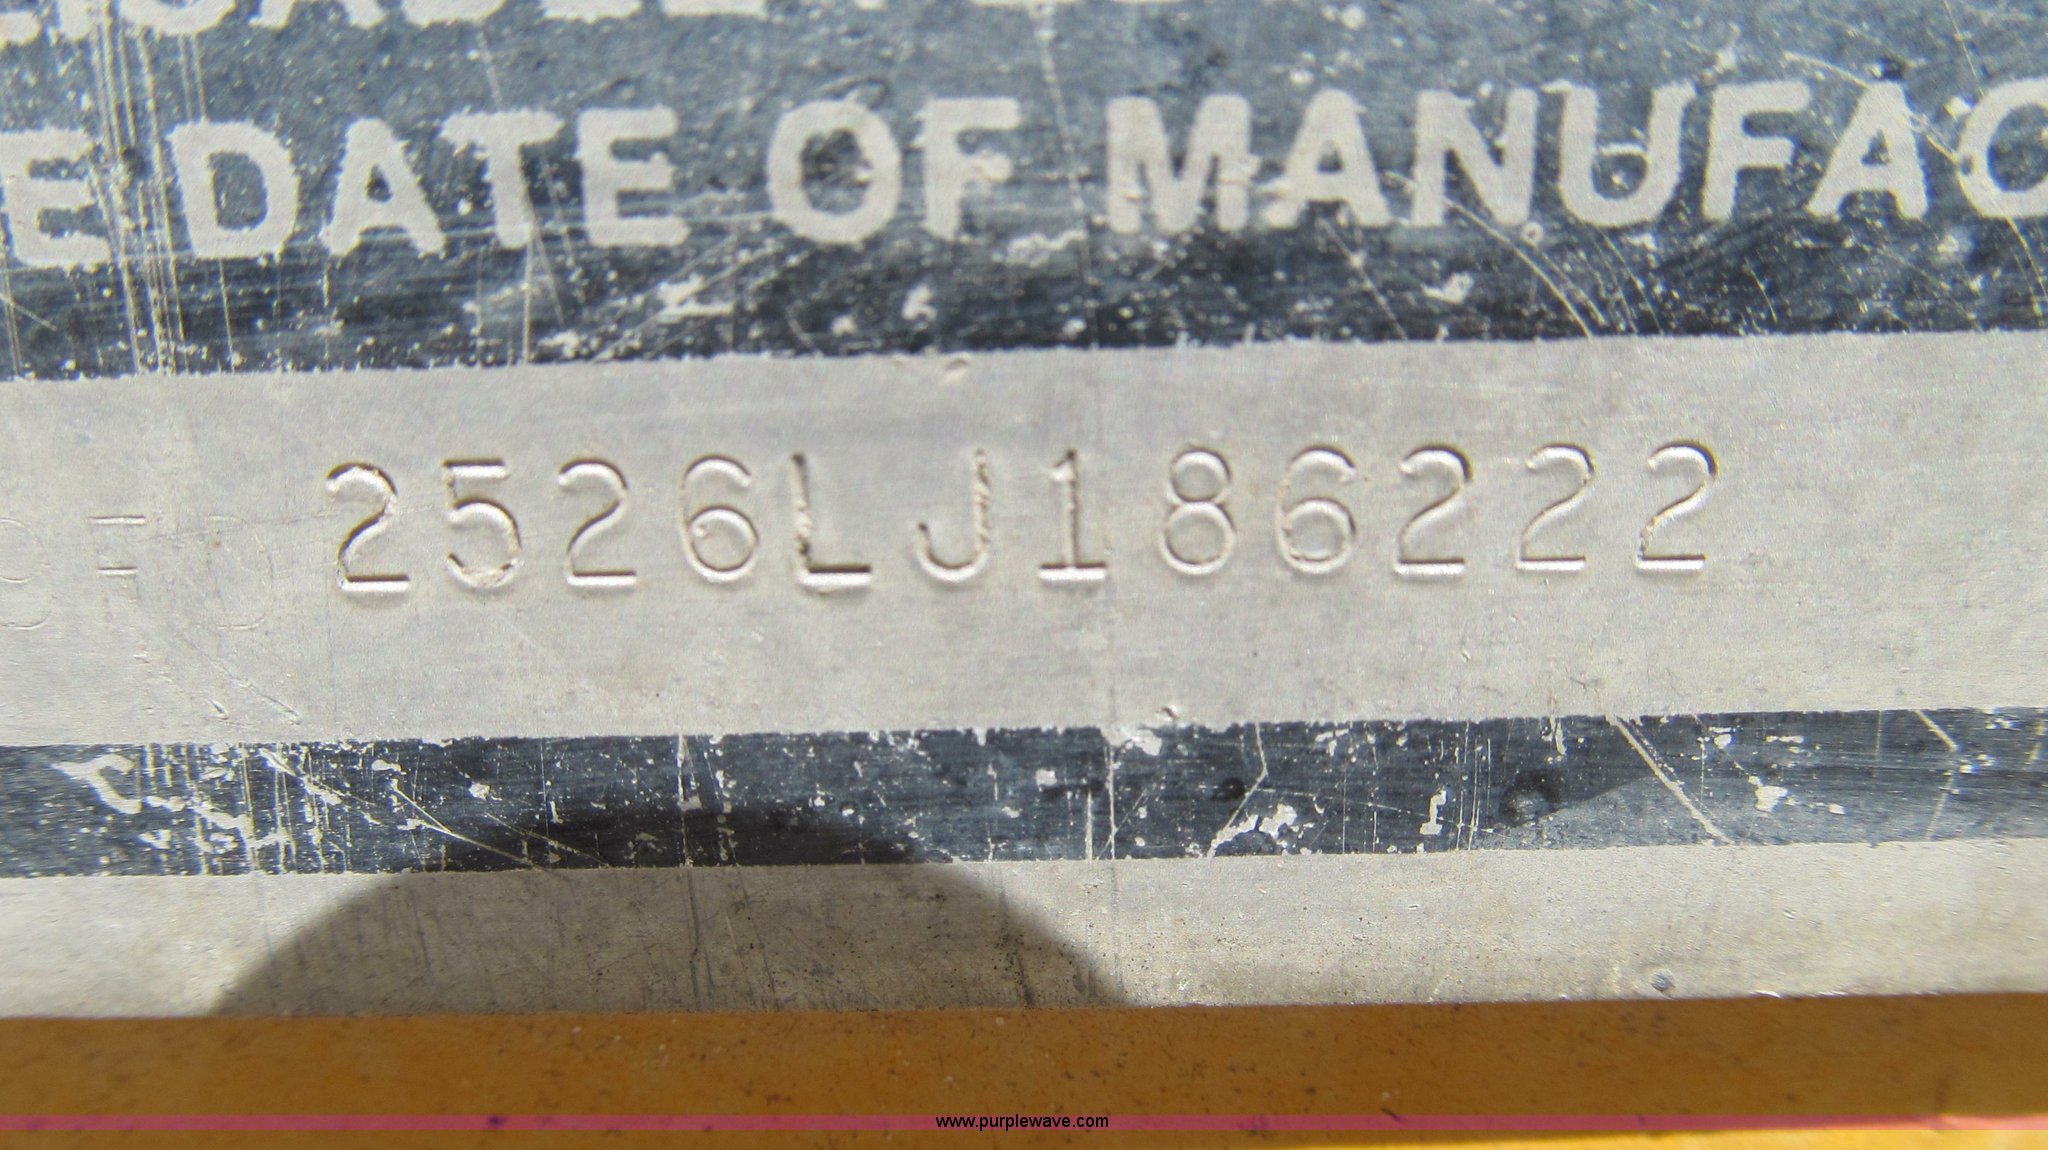 E DATE OF MANUFAC
2526LJ186222
www.purplewave.com